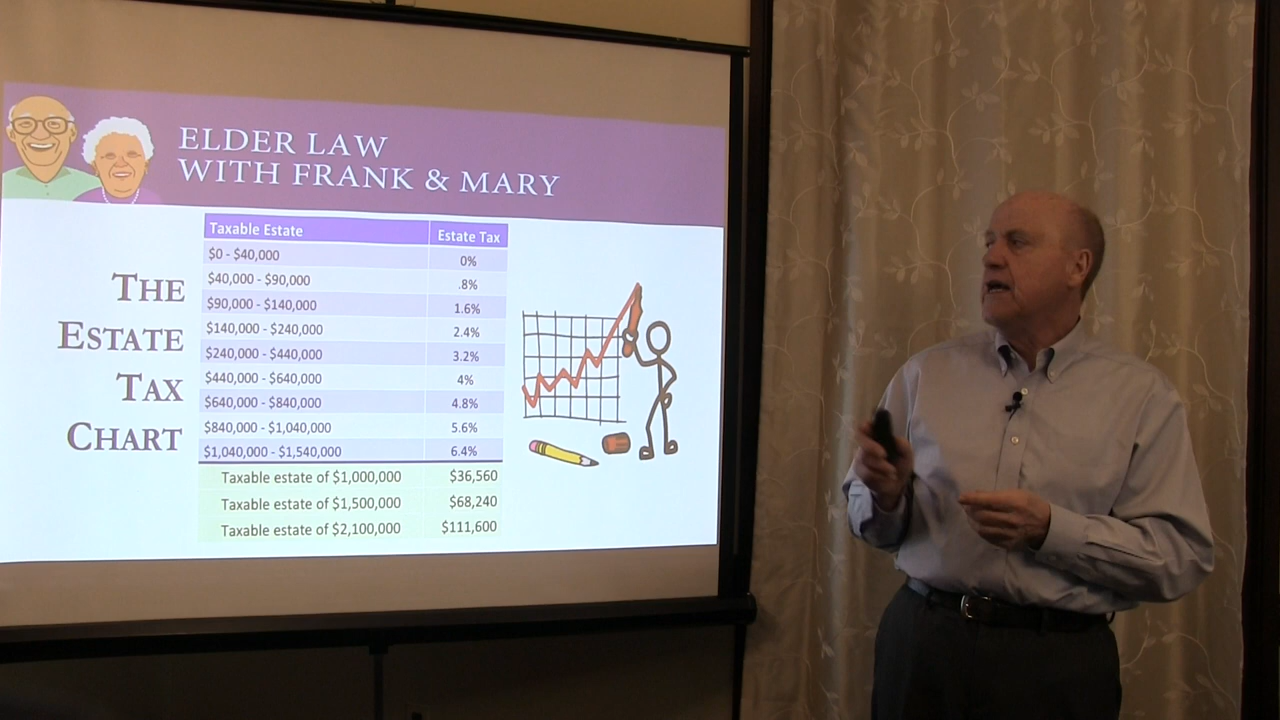 ELDER LAW
WITH FRANK & MARY
THE
ESTATE
TAX
CHART
Taxable Estate Estate Tax
$0 - $40,000 0%
$40,000 - $90,000 .8%
$90,000 - $140,000 1.6%
$140,000 - $240,000 2.4%
$240,000 - $440,000 3.2%
$440,000 - $640,000 4%
$640,000 - $840,000 4.8%
$840,000 - $1,040,000 5.6%
$1,040,000 - $1,540,000 6.4%
Taxable estate of $1,000,000 $36,560
Taxable estate of $1,500,000 $68,240
Taxable estate of $2,100,000 $111,600